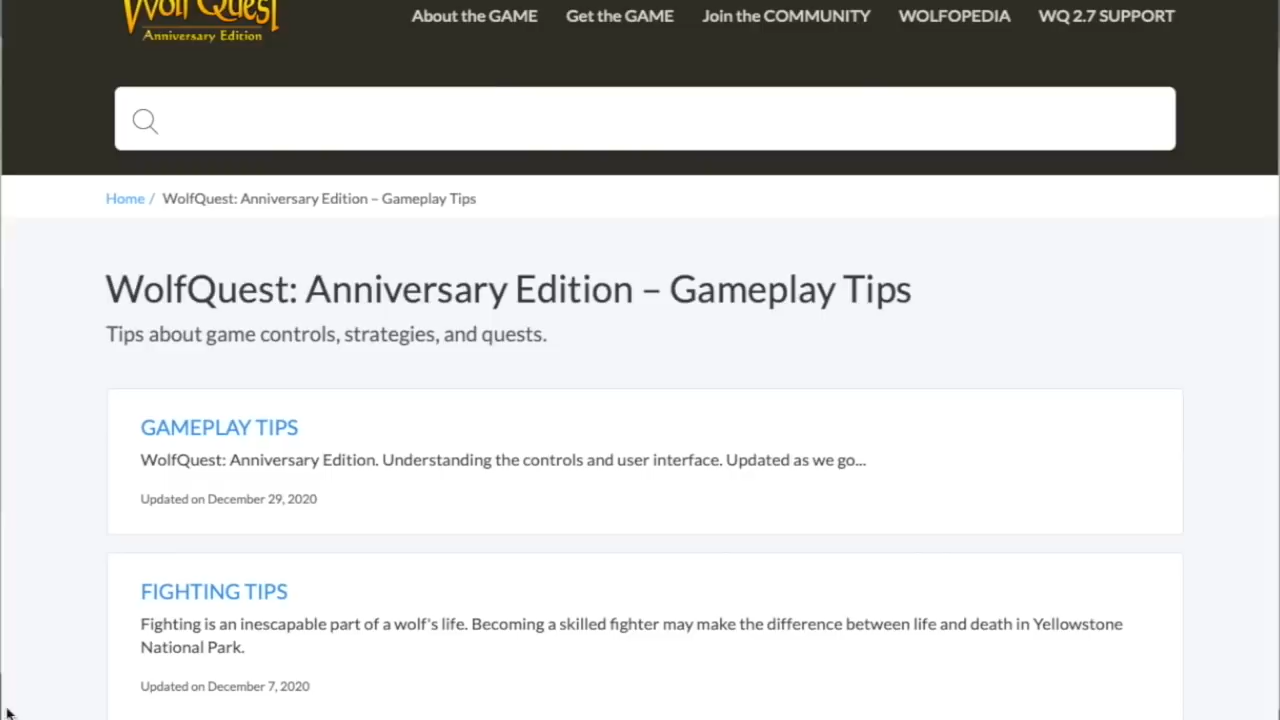 Wolf Quest
Anniversary Edition
About the GAME Get the GAME Join the COMMUNITY WOLFOPEDIA WQ 2.7 SUPPORT
Home / WolfQuest: Anniversary Edition – Gameplay Tips
WolfQuest: Anniversary Edition – Gameplay Tips
Tips about game controls, strategies, and quests.
GAMEPLAY TIPS
WolfQuest: Anniversary Edition. Understanding the controls and user interface. Updated as we go...
Updated on December 29, 2020
FIGHTING TIPS
Fighting is an inescapable part of a wolf's life. Becoming a skilled fighter may make the difference between life and death in Yellowstone
National Park.
Updated on December 7, 2020